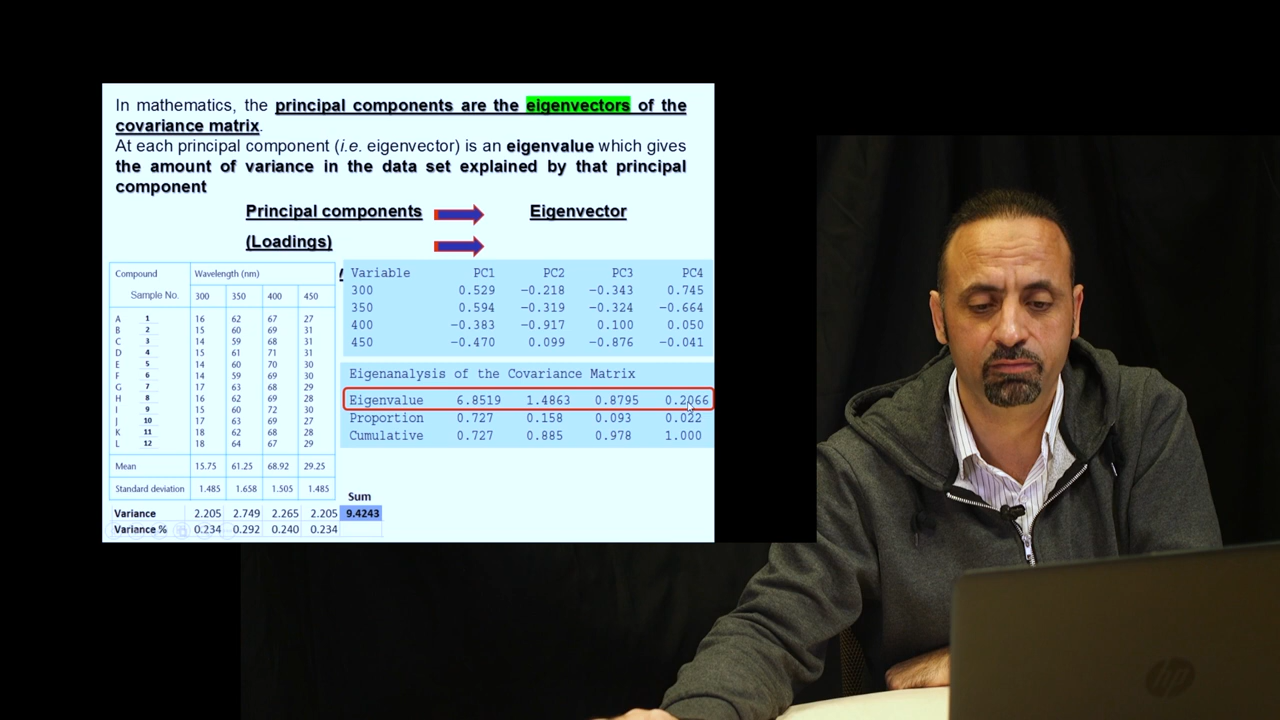 In mathematics, the principal components are the eigenvectors of the
covariance matrix.
At each principal component (i.e. eigenvector) is an eigenvalue which gives
the amount of variance in the data set explained by that principal
component
Principal components Eigenvector
(Loadings)
Compound Wavelength (nm)
Sample No. 300 350 400 450
A 1 16 62 67 27
B 2 15 60 69 31
C 3 14 59 68 31
D 4 15 61 71 31
E 5 14 60 70 30
F 6 14 59 69 30
G 7 17 63 68 29
H 8 16 62 69 28
I 9 15 60 72 30
J 10 17 63 69 27
K 11 18 62 68 28
L 12 18 64 67 29
Mean 15.75 61.25 68.92 29.25
Standard deviation 1.485 1.658 1.505 1.485
Sum
Variance 2.205 2.749 2.265 2.205 9.4243
Variance % 0.234 0.292 0.240 0.234
Variable PC1 PC2 PC3 PC4
300 0.529 −0.218 −0.343 0.745
350 0.594 −0.319 −0.324 −0.664
400 −0.383 −0.917 0.100 0.050
450 −0.470 0.099 −0.876 −0.041
Eigenanalysis of the Covariance Matrix
Eigenvalue 6.8519 1.4863 0.8795 0.2066
Proportion 0.727 0.158 0.093 0.022
Cumulative 0.727 0.885 0.978 1.000
hp